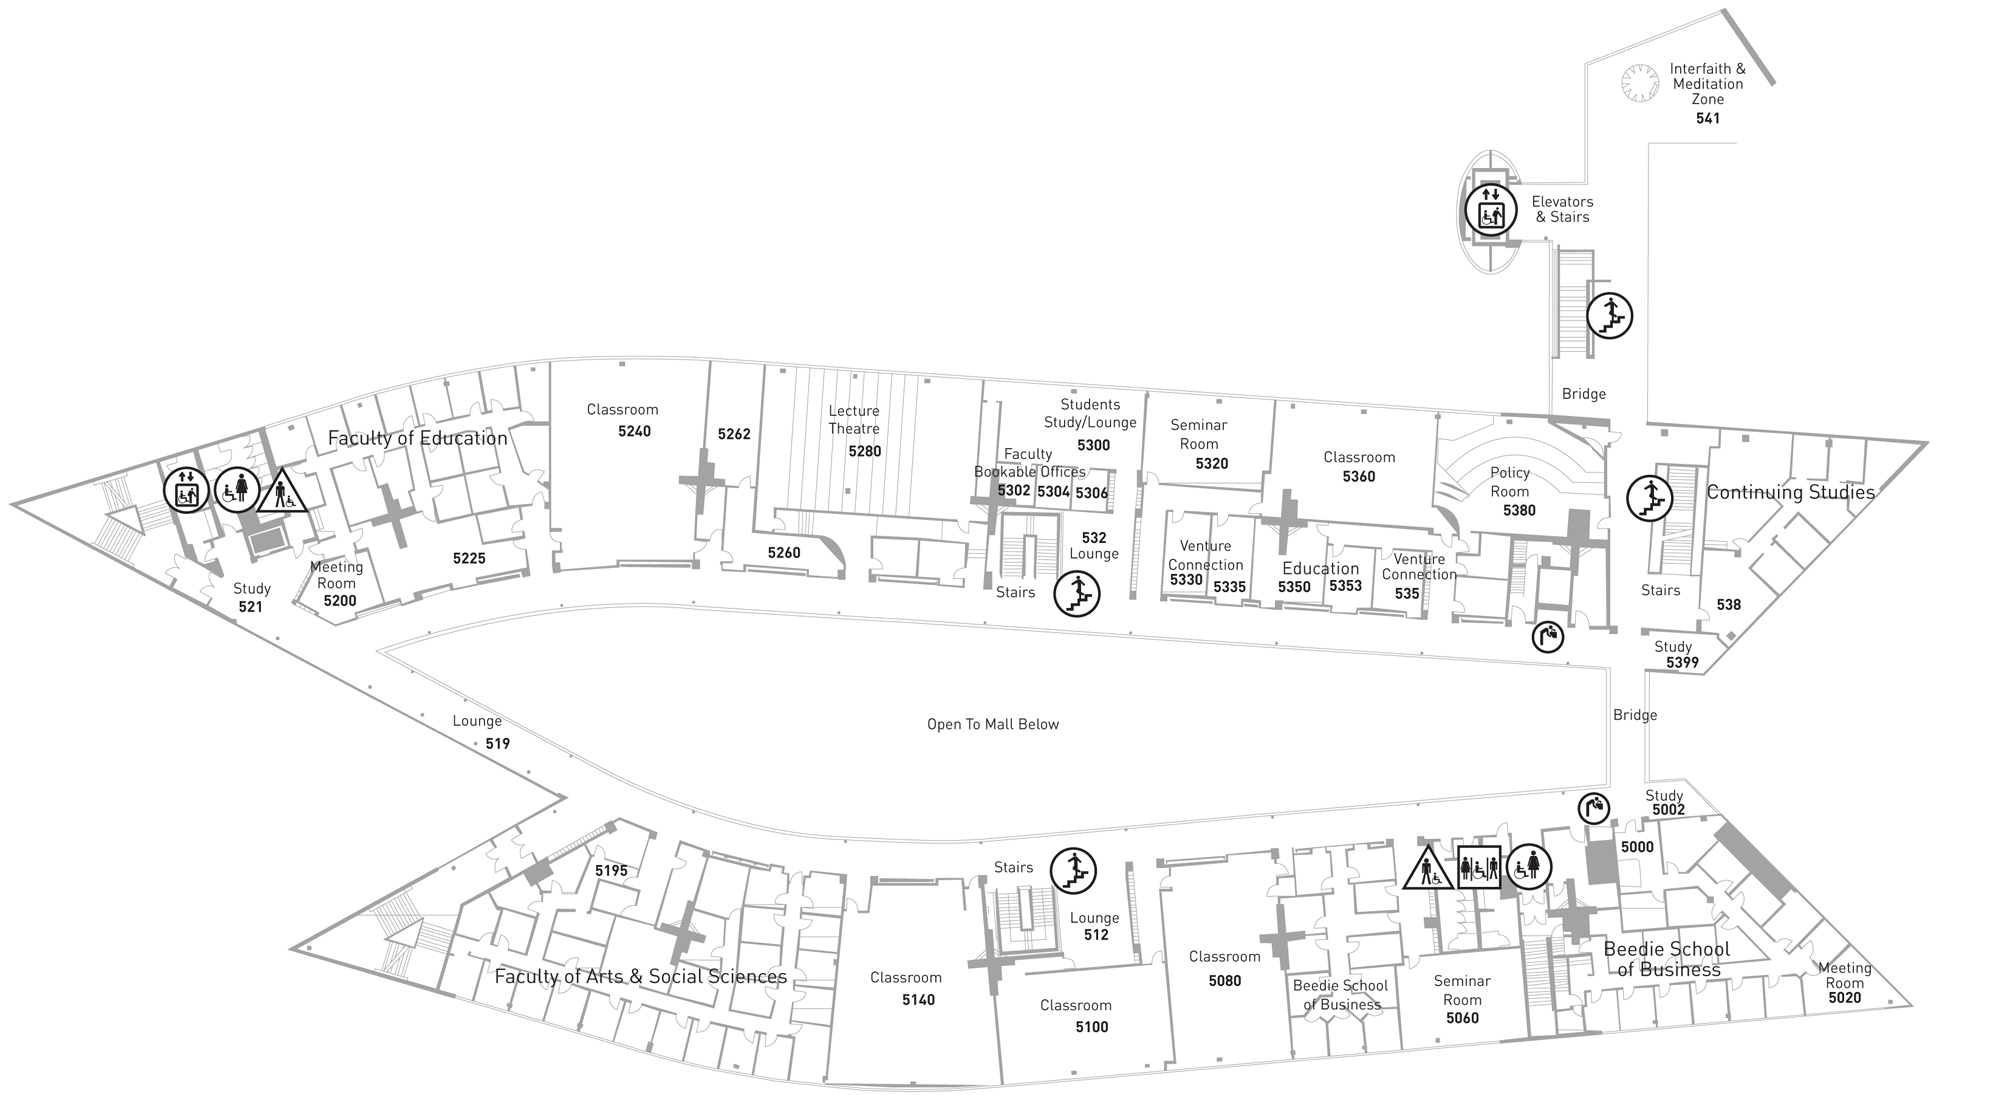 Interfaith &
Meditation
Zone
541
Elevators
& Stairs
Bridge
Faculty of Education
Classroom
5240
5262
Lecture
Theatre
5280
Students
Study/Lounge
5300
Faculty
Bookable Offices
5302
5304
5306
Seminar
Room
5320
Classroom
5360
Policy
Room
5380
Continuing Studies
5225
Meeting
Room
5200
Study
521
5260
532
Lounge
Stairs
Venture
Connection
5330
5335
Education
5350
5353
Venture
Connection
535
Stairs
538
Study
5399
Lounge
519
Open To Mall Below
Bridge
Study
5002
5000
5195
Stairs
Lounge
512
Faculty of Arts & Social Sciences
Classroom
5140
Classroom
5100
Classroom
5080
Beedie School
of Business
Seminar
Room
5060
Beedie School
of Business
Meeting
Room
5020